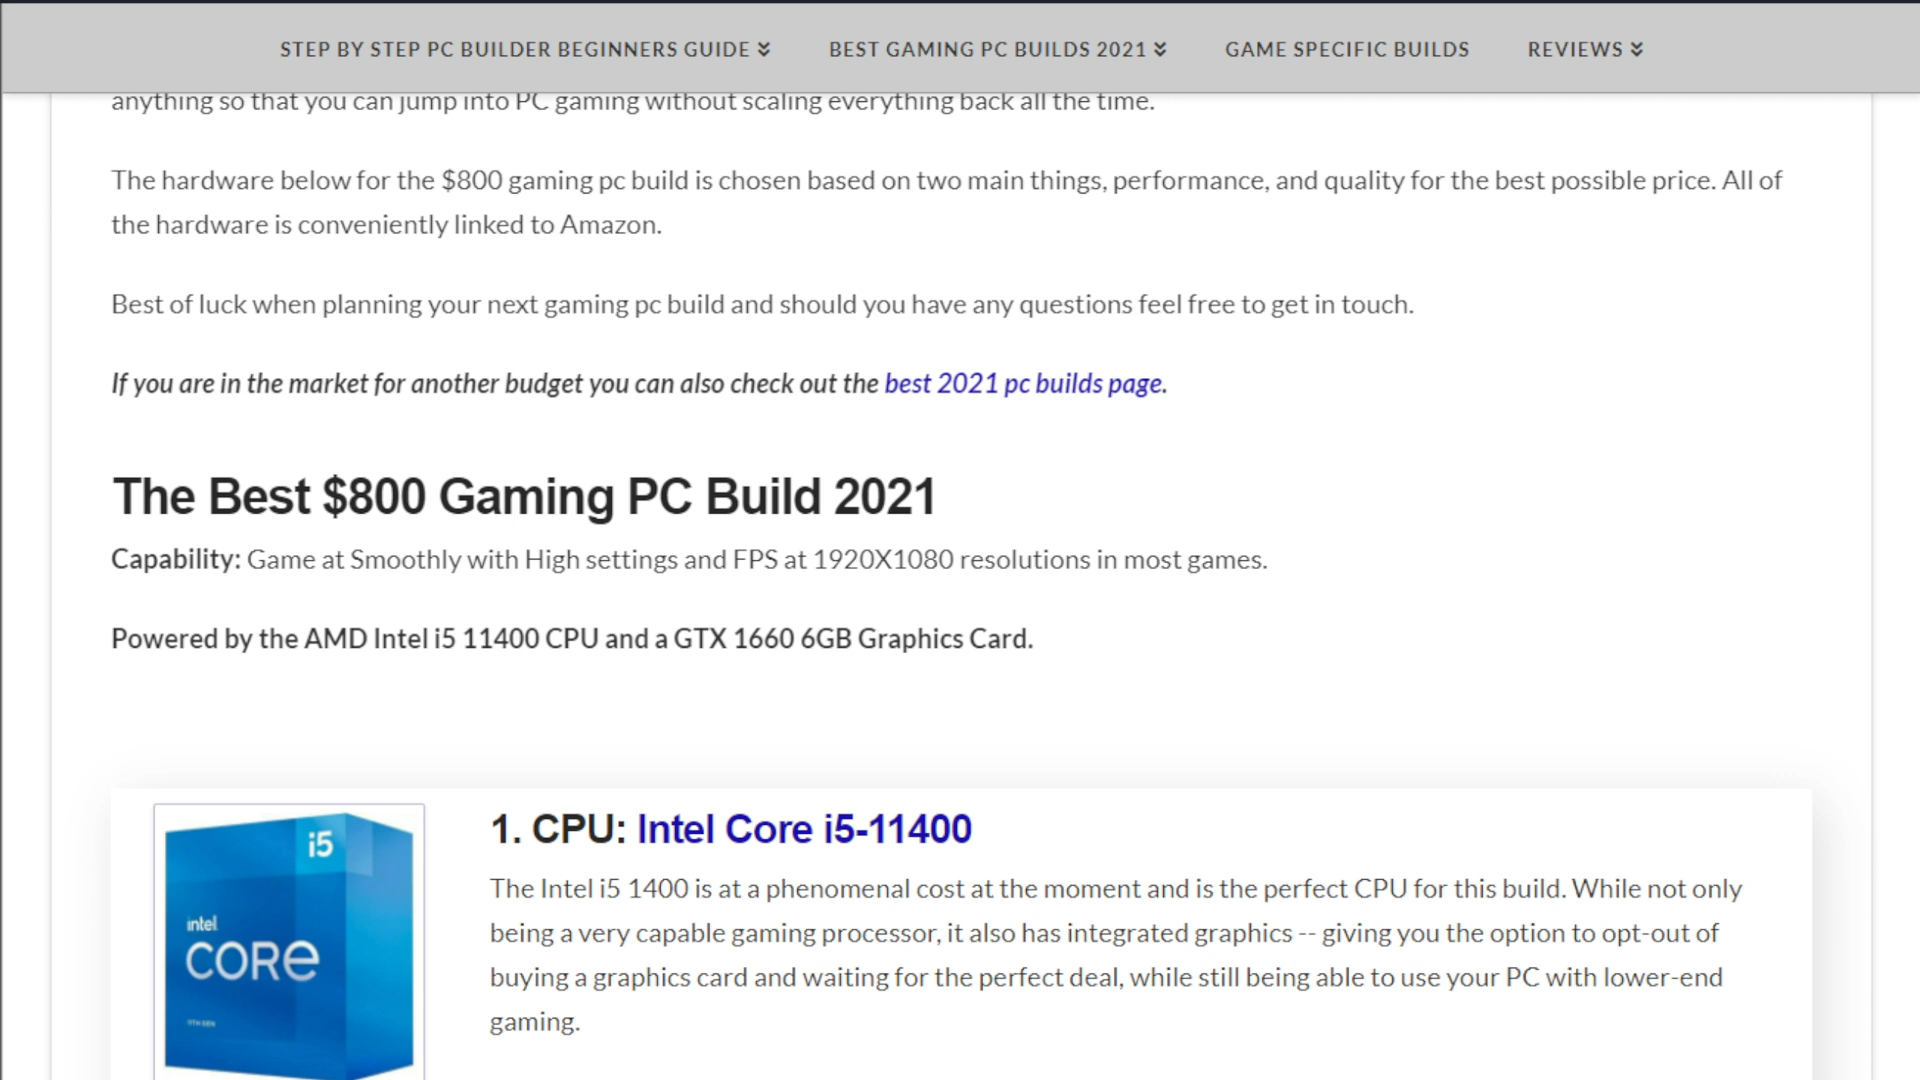 STEP BY STEP PC BUILDER BEGINNERS GUIDE BEST GAMING PC BUILDS 2021 GAME SPECIFIC BUILDS REVIEWS
anything so that you can jump into PC gaming without scaling everything back all the time.
The hardware below for the $800 gaming pc build is chosen based on two main things, performance, and quality for the best possible price. All of
the hardware is conveniently linked to Amazon.
Best of luck when planning your next gaming pc build and should you have any questions feel free to get in touch.
If you are in the market for another budget you can also check out the best 2021 pc builds page.
The Best $800 Gaming PC Build 2021
Capability: Game at Smoothly with High settings and FPS at 1920X1080 resolutions in most games.
Powered by the AMD Intel i5 11400 CPU and a GTX 1660 6GB Graphics Card.
i5
intel
CORE
11TH GEN
1. CPU: Intel Core i5-11400
The Intel i5 1400 is at a phenomenal cost at the moment and is the perfect CPU for this build. While not only
being a very capable gaming processor, it also has integrated graphics -- giving you the option to opt-out of
buying a graphics card and waiting for the perfect deal, while still being able to use your PC with lower-end
gaming.